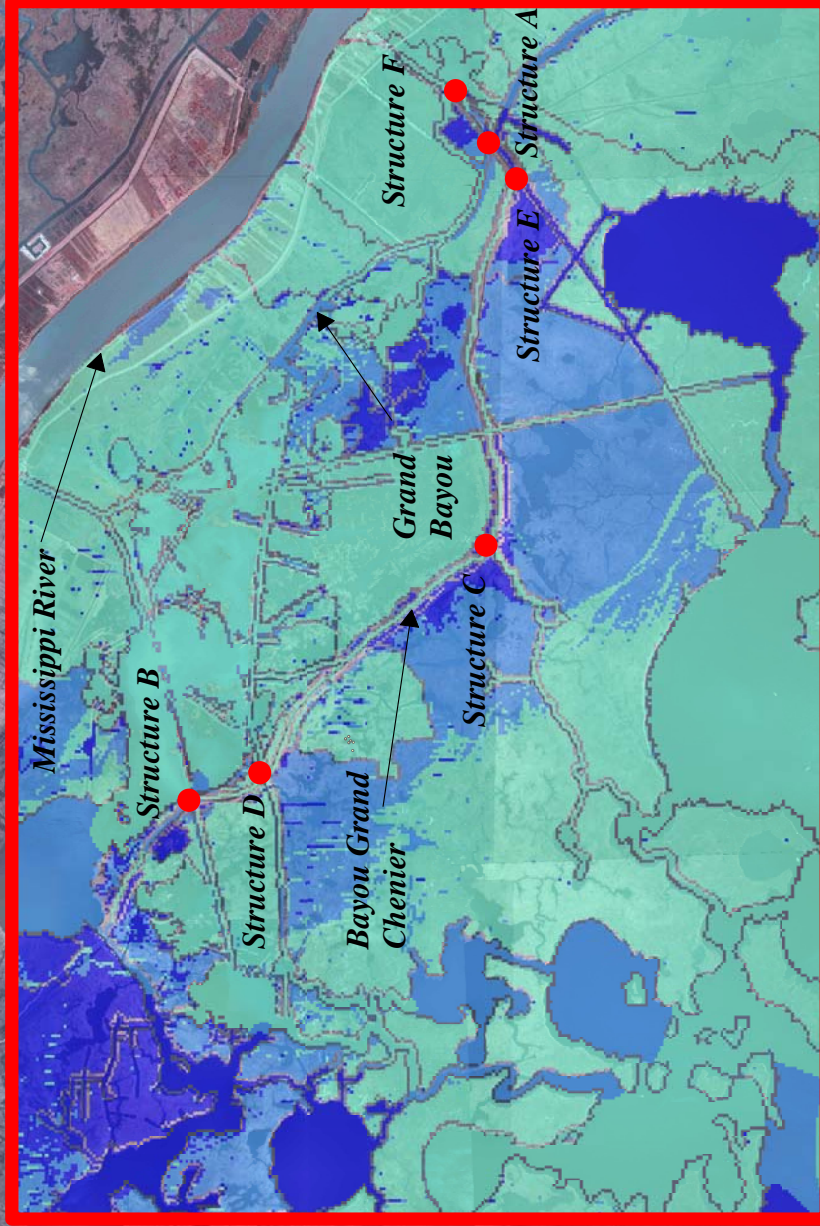 Mississippi River
Structure B
Structure D
Bayou Grand
Chenier
Structure C
Grand
Bayou
Structure E
Structure F
Structure A